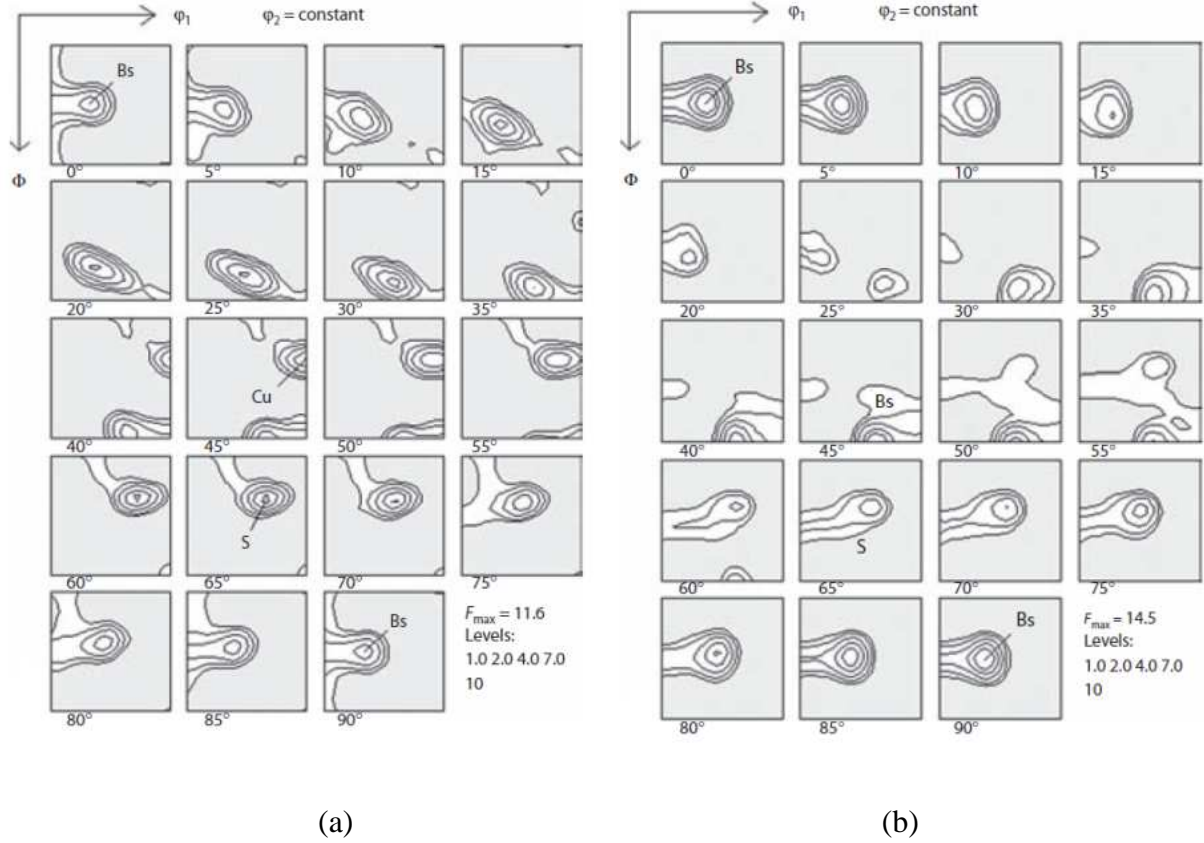 φ₁ φ₂ = constant
Φ
Bs
0° 5° 10° 15°
20° 25° 30° 35°
Cu
40° 45° 50° 55°
S
60° 65° 70° 75°
Bs
Fmax = 11.6
Levels:
1.0 2.0 4.0 7.0
10
80° 85° 90°
(a)
φ₁ φ₂ = constant
Φ
Bs
0° 5° 10° 15°
20° 25° 30° 35°
Bs
40° 45° 50° 55°
S
60° 65° 70° 75°
Bs
Fmax = 14.5
Levels:
1.0 2.0 4.0 7.0
10
80° 85° 90°
(b)